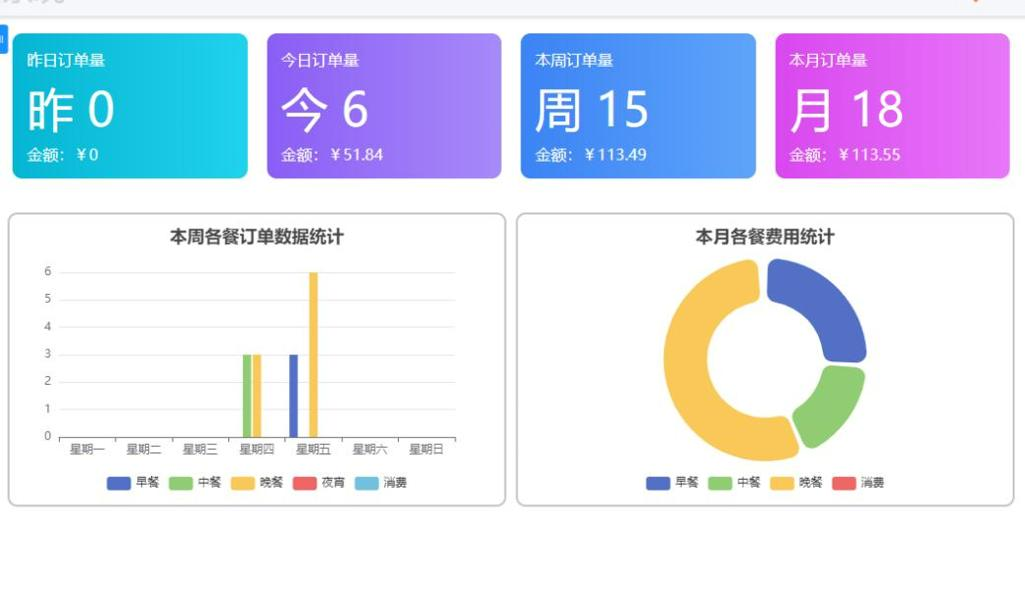 昨日订单量
昨 0
金额：￥0
今日订单量
今 6
金额：￥51.84
本周订单量
周 15
金额：￥113.49
本月订单量
月 18
金额：￥113.55
本周各餐订单数据统计
6
5
4
3
2
1
0
星期一 星期二 星期三 星期四 星期五 星期六 星期日
早餐 中餐 晚餐 夜宵 消费
本月各餐费用统计
早餐 中餐 晚餐 消费